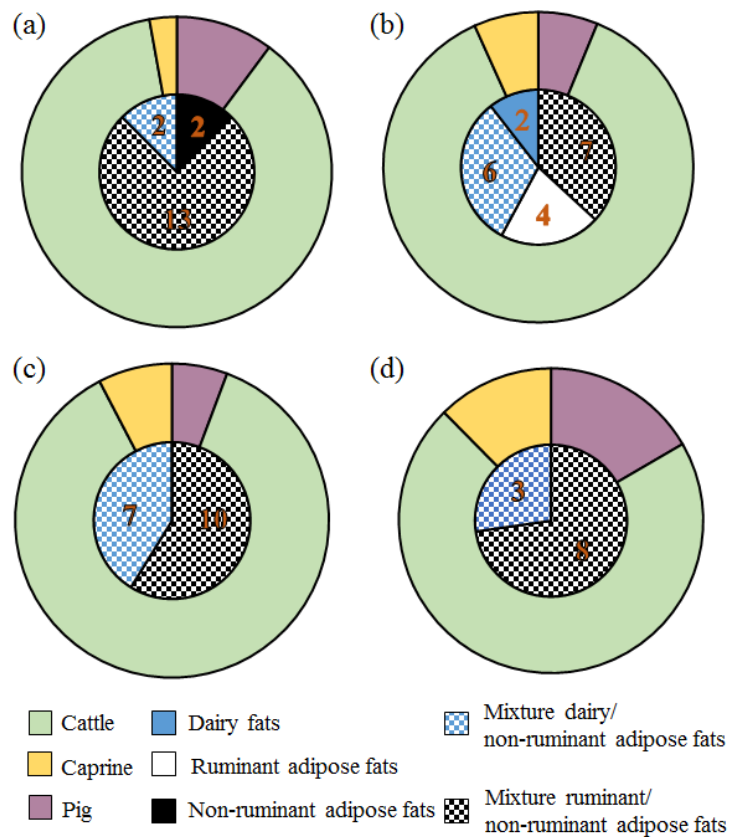 (a)
(b)
2
2
13
2
7
6
4
(c)
(d)
7
10
3
8
Cattle
Dairy fats
Mixture dairy/
non-ruminant adipose fats
Caprine
Ruminant adipose fats
Pig
Non-ruminant adipose fats
Mixture ruminant/
non-ruminant adipose fats